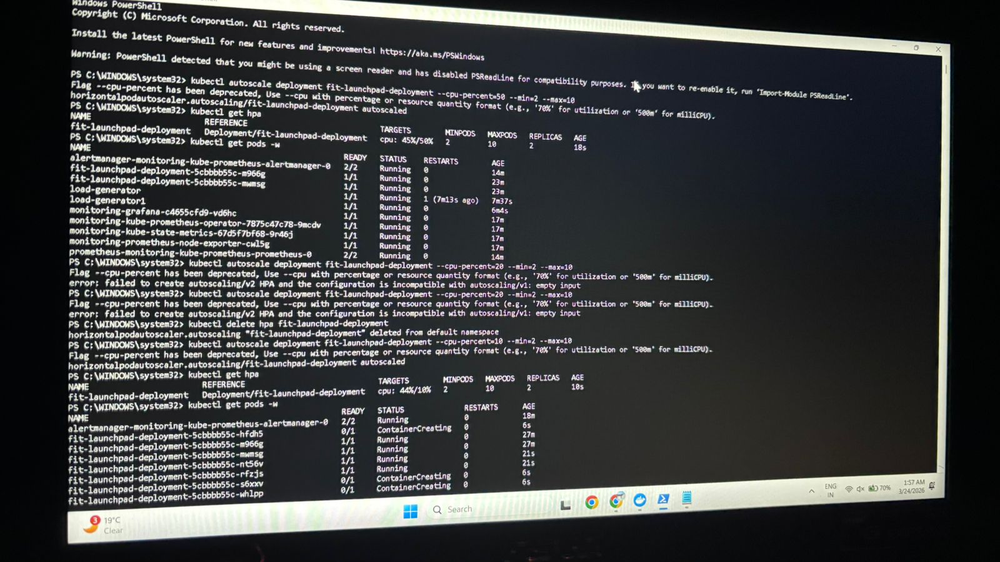 Windows PowerShell
Copyright (C) Microsoft Corporation. All rights reserved.
Install the latest PowerShell for new features and improvements! https://aka.ms/PSWindows
Warning: PowerShell detected that you might be using a screen reader and has disabled PSReadLine for compatibility purposes. If you want to re-enable it, run 'Import-Module PSReadLine'.
PS C:\WINDOWS\system32> kubectl autoscale deployment fit-launchpad-deployment --cpu-percent=50 --min=2 --max=10
Flag --cpu-percent has been deprecated, Use --cpu with percentage or resource quantity format (e.g., '70%' for utilization or '500m' for milliCPU).
horizontalpodautoscaler.autoscaling/fit-launchpad-deployment autoscaled
PS C:\WINDOWS\system32> kubectl get hpa
NAME REFERENCE TARGETS MINPODS MAXPODS REPLICAS AGE
fit-launchpad-deployment Deployment/fit-launchpad-deployment cpu: 45%/50% 2 10 2 18s
PS C:\WINDOWS\system32> kubectl get pods -w
NAME READY STATUS RESTARTS AGE
alertmanager-monitoring-kube-prometheus-alertmanager-0 2/2 Running 0 14m
fit-launchpad-deployment-5cbbbb55c-m966g 1/1 Running 0 23m
fit-launchpad-deployment-5cbbbb55c-mwmsg 1/1 Running 0 23m
load-generator 1/1 Running 1 (7m13s ago) 7m37s
load-generator1 1/1 Running 0 6m4s
monitoring-grafana-c4655cfd9-vd6hc 1/1 Running 0 17m
monitoring-kube-prometheus-operator-7875c47c78-9mcdv 1/1 Running 0 17m
monitoring-kube-state-metrics-67d5f7bf68-9r46j 1/1 Running 0 17m
monitoring-prometheus-node-exporter-cwl5g 1/1 Running 0 17m
prometheus-monitoring-kube-prometheus-prometheus-0 2/2 Running 0 14m
PS C:\WINDOWS\system32> kubectl autoscale deployment fit-launchpad-deployment --cpu-percent=20 --min=2 --max=10
Flag --cpu-percent has been deprecated, Use --cpu with percentage or resource quantity format (e.g., '70%' for utilization or '500m' for milliCPU).
error: failed to create autoscaling/v2 HPA and the configuration is incompatible with autoscaling/v1: empty input
PS C:\WINDOWS\system32> kubectl autoscale deployment fit-launchpad-deployment --cpu-percent=20 --min=2 --max=10
Flag --cpu-percent has been deprecated, Use --cpu with percentage or resource quantity format (e.g., '70%' for utilization or '500m' for milliCPU).
error: failed to create autoscaling/v2 HPA and the configuration is incompatible with autoscaling/v1: empty input
PS C:\WINDOWS\system32> kubectl delete hpa fit-launchpad-deployment
horizontalpodautoscaler.autoscaling "fit-launchpad-deployment" deleted from default namespace
PS C:\WINDOWS\system32> kubectl autoscale deployment fit-launchpad-deployment --cpu-percent=10 --min=2 --max=10
Flag --cpu-percent has been deprecated, Use --cpu with percentage or resource quantity format (e.g., '70%' for utilization or '500m' for milliCPU).
horizontalpodautoscaler.autoscaling/fit-launchpad-deployment autoscaled
PS C:\WINDOWS\system32> kubectl get hpa
NAME REFERENCE TARGETS MINPODS MAXPODS REPLICAS AGE
fit-launchpad-deployment Deployment/fit-launchpad-deployment cpu: 44%/10% 2 10 2 10s
PS C:\WINDOWS\system32> kubectl get pods -w
NAME READY STATUS RESTARTS AGE
alertmanager-monitoring-kube-prometheus-alertmanager-0 2/2 Running 0 18m
fit-launchpad-deployment-5cbbbb55c-hfdh5 0/1 ContainerCreating 0 6s
fit-launchpad-deployment-5cbbbb55c-m966g 1/1 Running 0 27m
fit-launchpad-deployment-5cbbbb55c-mwmsg 1/1 Running 0 27m
fit-launchpad-deployment-5cbbbb55c-nt56v 1/1 Running 0 21s
fit-launchpad-deployment-5cbbbb55c-rfzjs 1/1 Running 0 21s
fit-launchpad-deployment-5cbbbb55c-s6xxv 0/1 ContainerCreating 0 6s
fit-launchpad-deployment-5cbbbb55c-whlpp 0/1 ContainerCreating 0 6s
3
19°C
Clear
Search
ENG
IN
70%
1:57 AM
3/24/2026